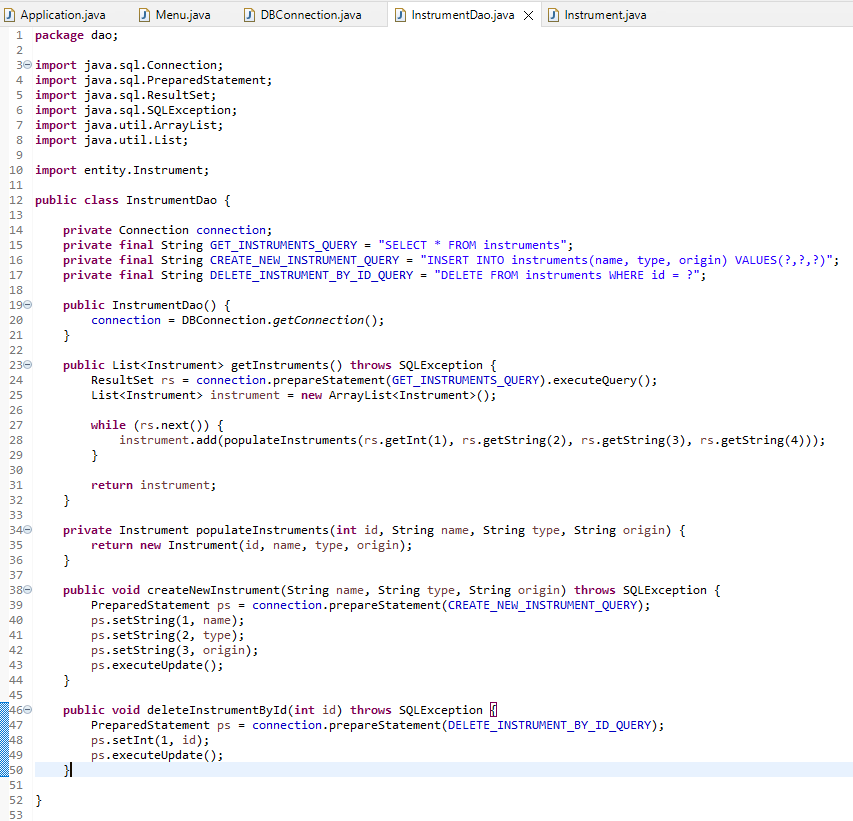 Application.java Menu.java DBConnection.java InstrumentDao.java Instrument.java
1 package dao;
2
3 import java.sql.Connection;
4 import java.sql.PreparedStatement;
5 import java.sql.ResultSet;
6 import java.sql.SQLException;
7 import java.util.ArrayList;
8 import java.util.List;
9
10 import entity.Instrument;
11
12 public class InstrumentDao {
13
14     private Connection connection;
15     private final String GET_INSTRUMENTS_QUERY = "SELECT * FROM instruments";
16     private final String CREATE_NEW_INSTRUMENT_QUERY = "INSERT INTO instruments(name, type, origin) VALUES(?,?,?)";
17     private final String DELETE_INSTRUMENT_BY_ID_QUERY = "DELETE FROM instruments WHERE id = ?";
18
19     public InstrumentDao() {
20         connection = DBConnection.getConnection();
21     }
22
23     public List<Instrument> getInstruments() throws SQLException {
24         ResultSet rs = connection.prepareStatement(GET_INSTRUMENTS_QUERY).executeQuery();
25         List<Instrument> instrument = new ArrayList<Instrument>();
26
27         while (rs.next()) {
28             instrument.add(populateInstruments(rs.getInt(1), rs.getString(2), rs.getString(3), rs.getString(4)));
29         }
30
31         return instrument;
32     }
33
34     private Instrument populateInstruments(int id, String name, String type, String origin) {
35         return new Instrument(id, name, type, origin);
36     }
37
38     public void createNewInstrument(String name, String type, String origin) throws SQLException {
39         PreparedStatement ps = connection.prepareStatement(CREATE_NEW_INSTRUMENT_QUERY);
40         ps.setString(1, name);
41         ps.setString(2, type);
42         ps.setString(3, origin);
43         ps.executeUpdate();
44     }
45
46     public void deleteInstrumentById(int id) throws SQLException {
47         PreparedStatement ps = connection.prepareStatement(DELETE_INSTRUMENT_BY_ID_QUERY);
48         ps.setInt(1, id);
49         ps.executeUpdate();
50     }
51
52 }
53